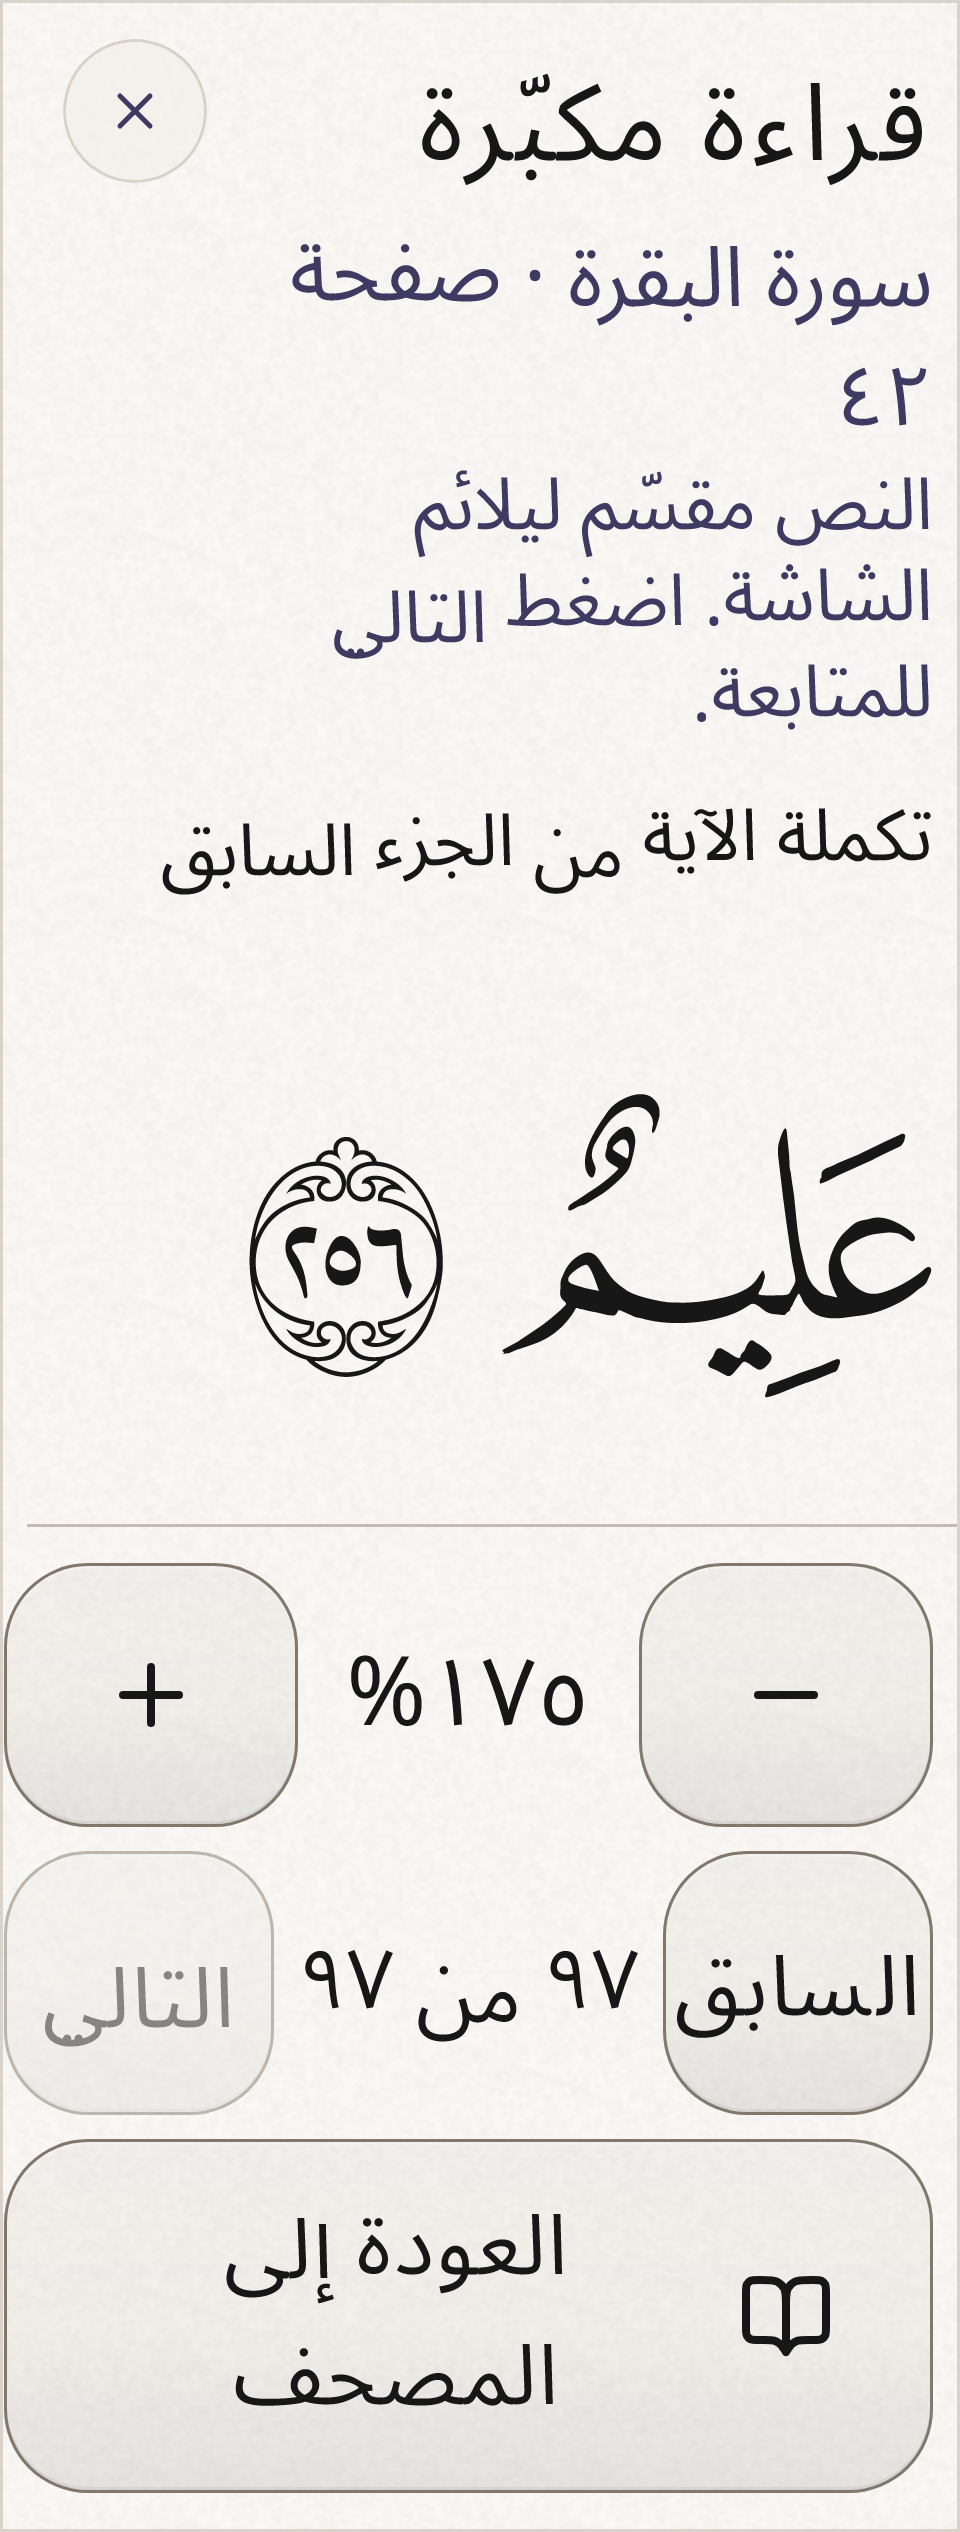 قراءة مكبّرة
سورة البقرة · صفحة
٤٢
النص مقسّم ليلائم
الشاشة. اضغط التالي
للمتابعة.
تكملة الآية من الجزء السابق
عَلِيمٌ ٢٥٦
١٧٥%
السابق ٩٧ من ٩٧ التالي
العودة إلى
المصحف